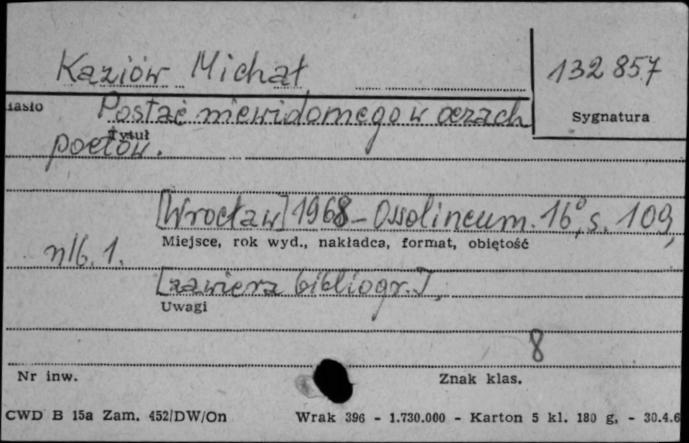 Kaziów Michał
132 857
iasło
Postać niewidomego w oczach
Sygnatura
Tytuł
poetów.
[Wrocław] 1968 - Ossolineum. 16°, s. 109,
Miejsce, rok wyd., nakładca, format, obiętość
nlb. 1.
[zawiera bibliogr.],
Uwagi
8
Nr inw.
Znak klas.
CWD B 15a Zam. 452/DW/On
Wrak 396 - 1.730.000 - Karton 5 kl. 180 g. - 30.4.6